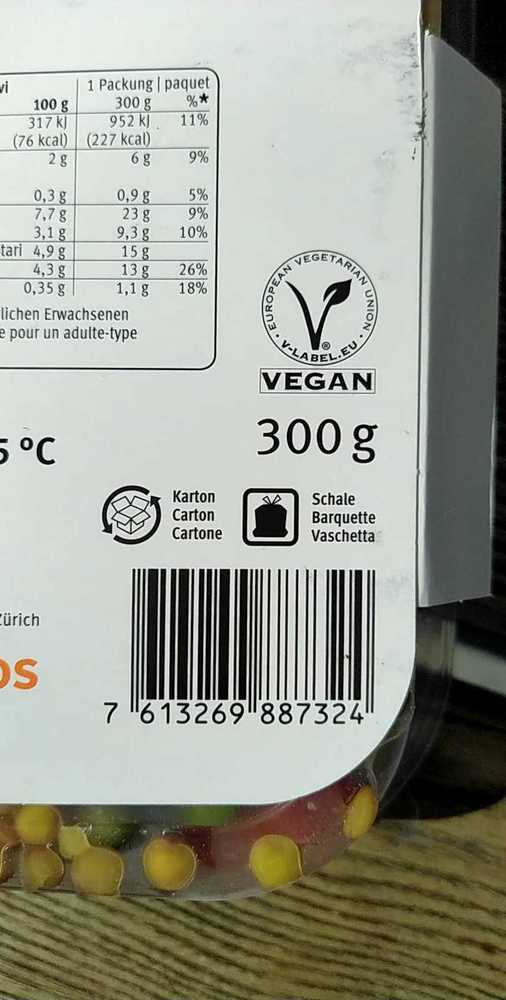 1 Packung | paquet
100 g 300 g %*
317 kJ 952 kJ 11%
(76 kcal) (227 kcal)
2 g 6 g 9%
0,3 g 0,9 g 5%
7,7 g 23 g 9%
3,1 g 9,3 g 10%
tari 4,9 g 15 g
4,3 g 13 g 26%
0,35 g 1,1 g 18%
lichen Erwachsenen
e pour un adulte-type
EUROPEAN VEGETARIAN UNION
V-LABEL.EU
®
VEGAN
5 °C
300 g
Karton
Carton
Cartone
Schale
Barquette
Vaschetta
Zürich
os
7 613269 887324